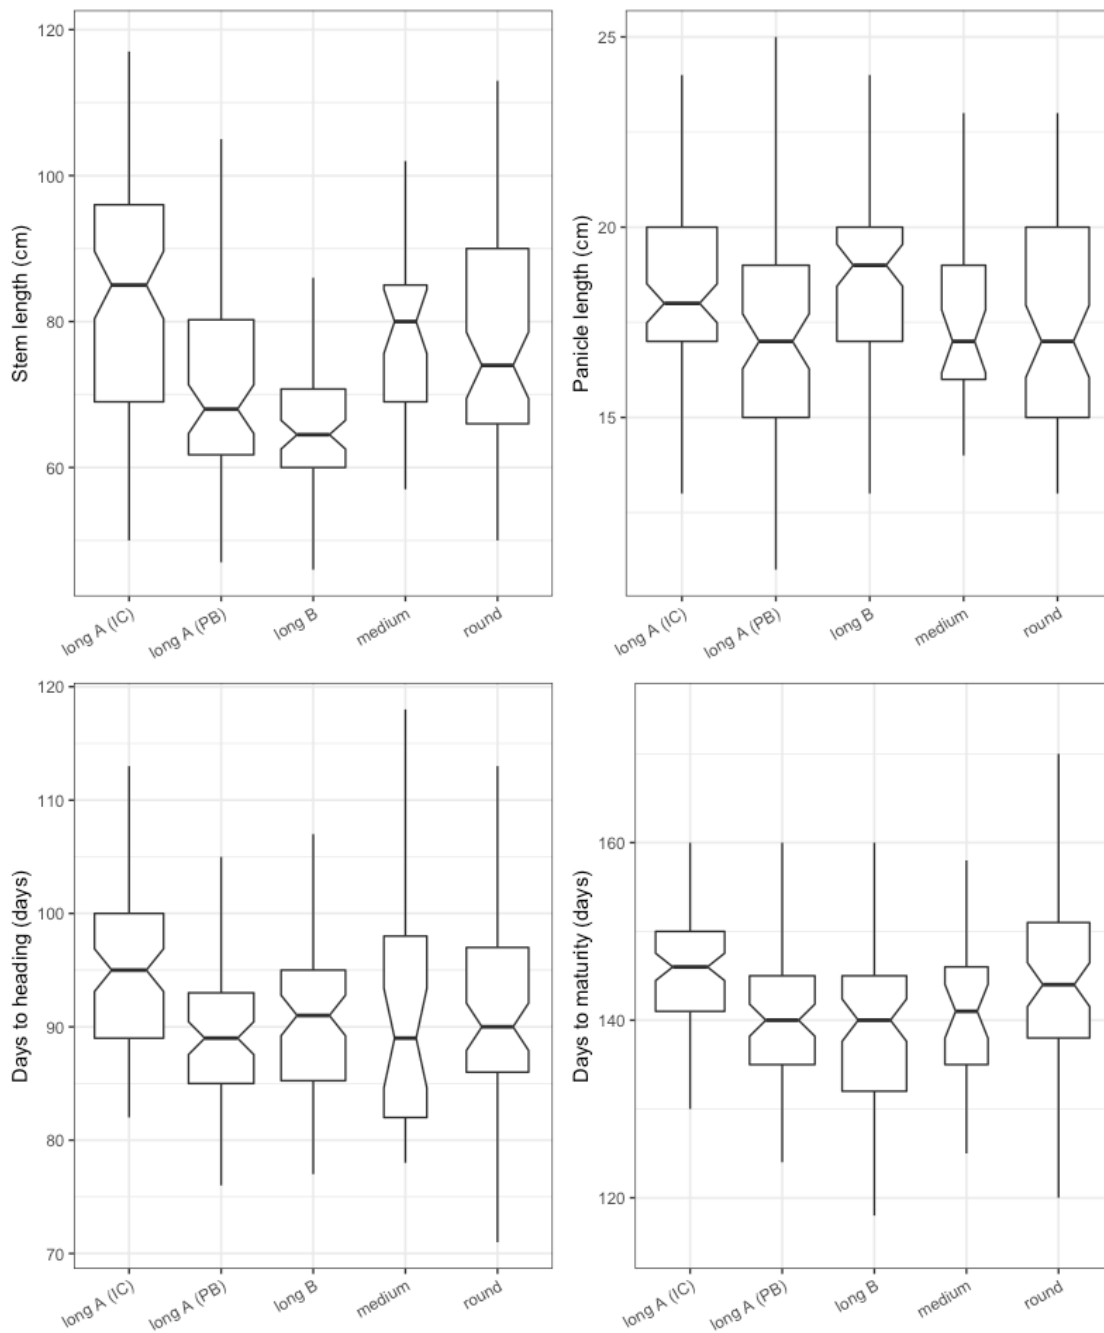 Stem length (cm)
120
100
80
60
long A (IC)
long A (PB)
long B
medium
round
Panicle length (cm)
25
20
15
long A (IC)
long A (PB)
long B
medium
round
Days to heading (days)
120
110
100
90
80
70
long A (IC)
long A (PB)
long B
medium
round
Days to maturity (days)
160
140
120
long A (IC)
long A (PB)
long B
medium
round